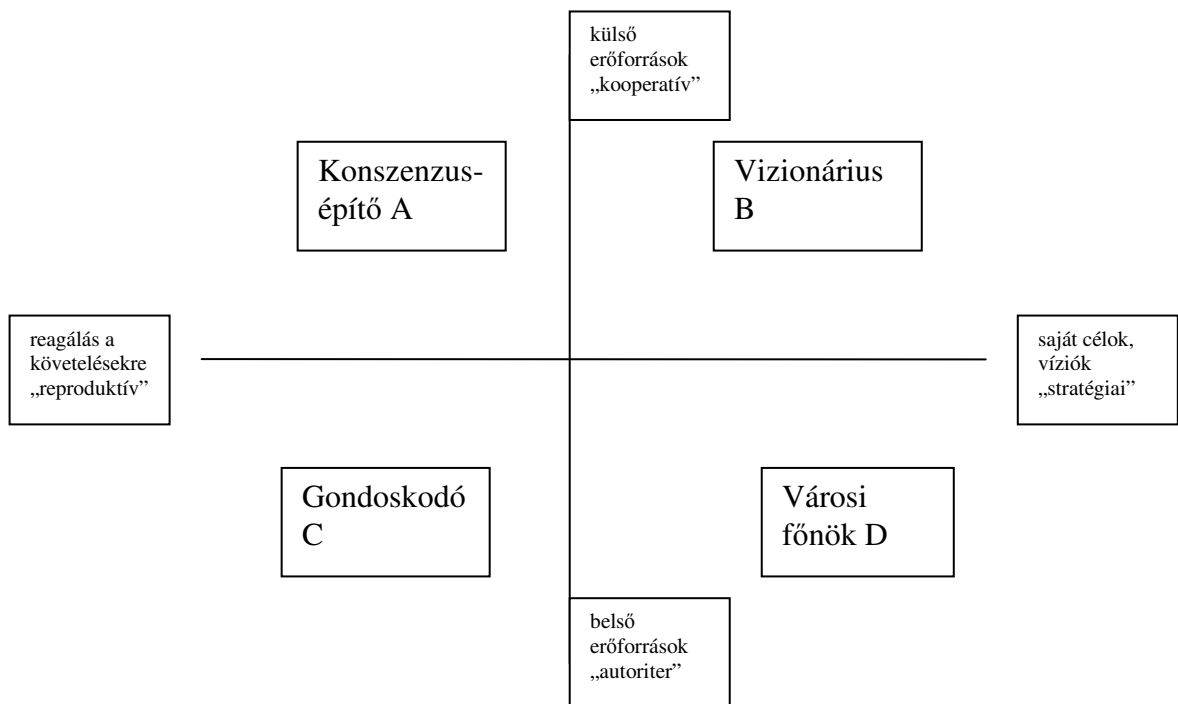 külső
erőforrások
„kooperatív”
Konszenzus-
építő A
Vizionárius
B
reagálás a
követelésekre
„reproduktív”
saját célok,
víziók
„stratégiai”
Gondoskodó
C
Városi
főnök D
belső
erőforrások
„autoriter”